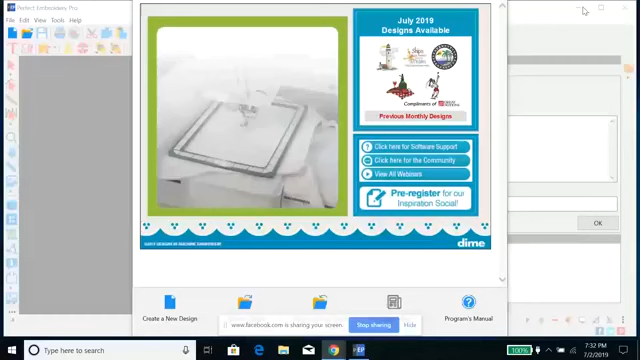 Perfect Embroidery Pro
File Edit View Tools Help
July 2019
Designs Available
Compliments of
Previous Monthly Designs
Click here for Software Support
Click here for the Community
View All Webinars
Pre-register for our
Inspiration Social!
dime
OK
Create a New Design
Program's Manual
www.facebook.com is sharing your screen.
Stop sharing
Hide
Type here to search
100%
7:32 PM
7/2/2019